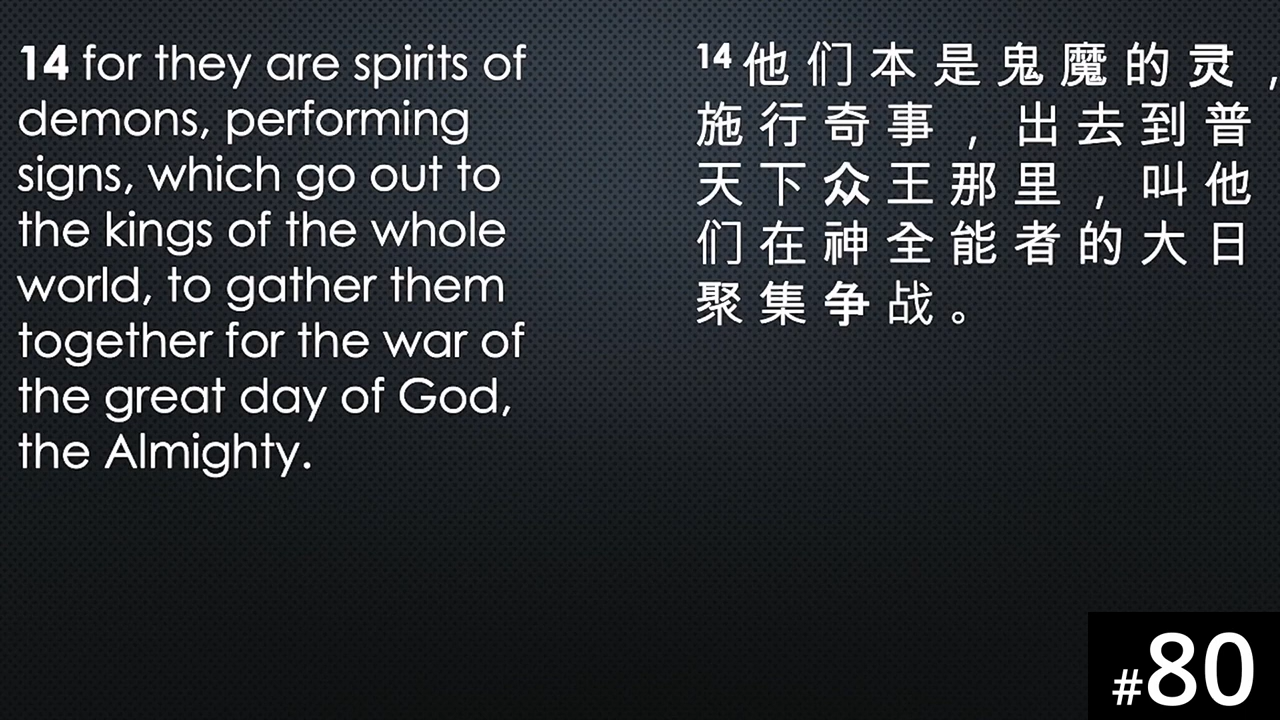 14 for they are spirits of
demons, performing
signs, which go out to
the kings of the whole
world, to gather them
together for the war of
the great day of God,
the Almighty.
14 他们本是鬼魔的灵，
施行奇事，出去到普
天下众王那里，叫他
们在神全能者的大日
聚集争战。
#80